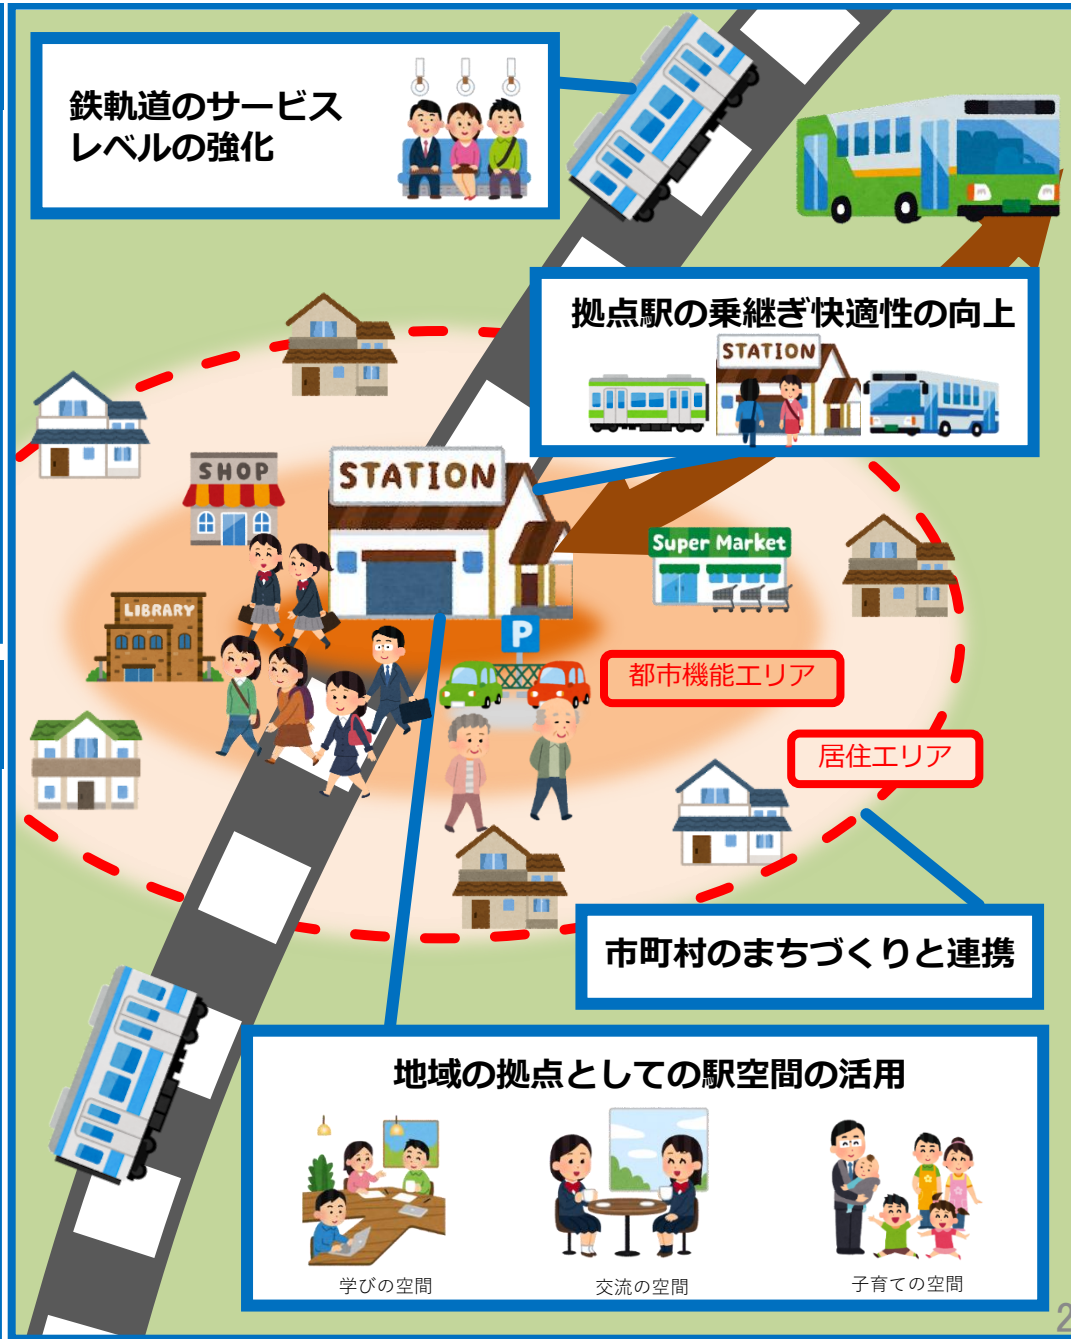 鉄軌道のサービス
レベルの強化
拠点駅の乗継ぎ快適性の向上
STATION
SHOP
STATION
Super Market
LIBRARY
P
都市機能エリア
居住エリア
市町村のまちづくりと連携
地域の拠点としての駅空間の活用
学びの空間
交流の空間
子育ての空間
2